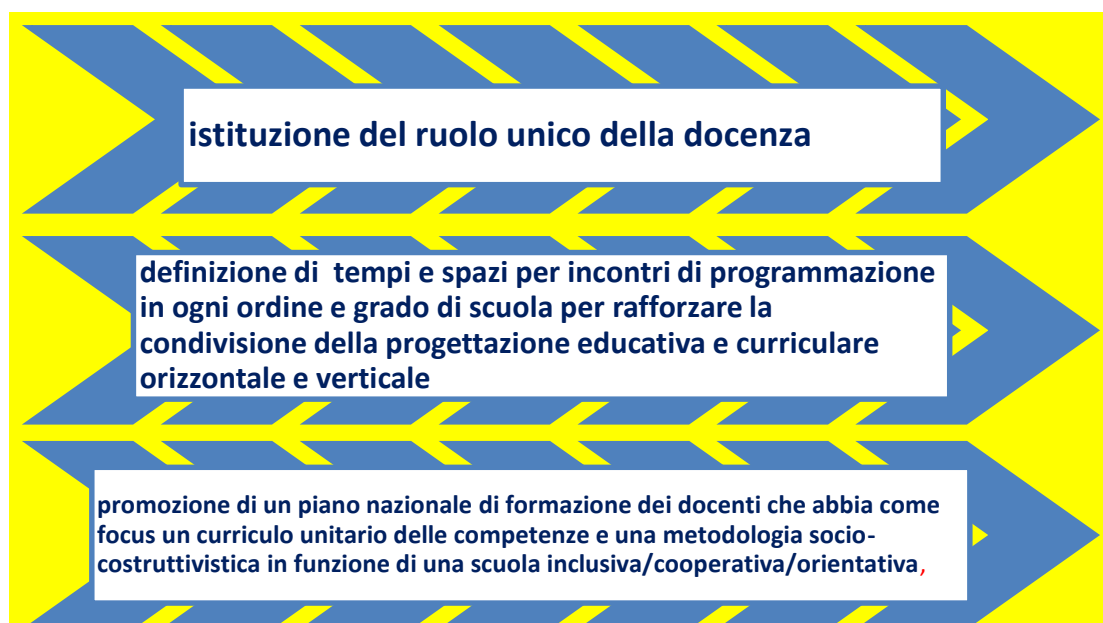 istituzione del ruolo unico della docenza
definizione di  tempi e spazi per incontri di programmazione
in ogni ordine e grado di scuola per rafforzare la
condivisione della progettazione educativa e curriculare
orizzontale e verticale
promozione di un piano nazionale di formazione dei docenti che abbia come
focus un curriculo unitario delle competenze e una metodologia socio-
costruttivistica in funzione di una scuola inclusiva/cooperativa/orientativa,